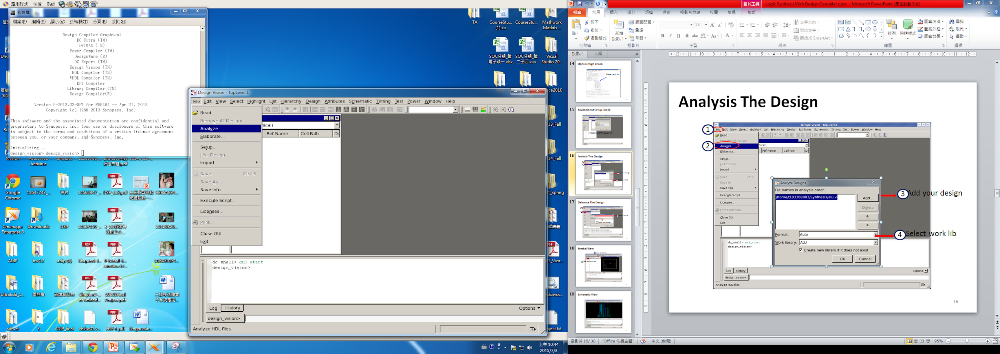 應用程式 位置 系統
終端機
檔案(F) 編輯(E) 顯示(V) 終端機(T) 分頁(B) 求助(H)
Design Compiler Graphical
DC Ultra (TM)
DFTMAX (TM)
Power Compiler (TM)
DesignWare (R)
DC Expert (TM)
Design Vision (TM)
HDL Compiler (TM)
VHDL Compiler (TM)
DFT Compiler
Library Compiler (TM)
Design Compiler(R)
Version H-2013.03-SP1 for RHEL64 -- Apr 21, 2013
Copyright (c) 1988-2013 Synopsys, Inc.
This software and the associated documentation are confidential and
proprietary to Synopsys, Inc. Your use or disclosure of this software
is subject to the terms and conditions of a written license agreement
between you, or your company, and Synopsys, Inc.
Initializing...
design_vision> design_vision>
TA
CourseStu... (1).xls
CourseStu...
Mathwork Matlab ...
SOC分組_職電子碩一.xlsx
SOC分組_職二子四.xlsx
Visual Studio 20...
Antivirus
Google Chrome
11647243_...
專訂
11565847_...
DSP_ch2.pdf
9BE5A8E4...
Xmanager Enterprise 3
Downloads
DSP
11567159_...
20120820...
ADIP
hw4.2
adip (1)
Chapter1-I...
9-Metal-S... Junction M...
0130391F4...
UltraEdit_1...
國科會
新增資料夾
Chapter2-... of Embed...
10302Final Project.pdf
三維多媒體電子系統應用...
sihwei
3
ADIP_final
vlsihw01.v...
HW-1.pdf
Degaussin...
Design Vision - TopLevel.1
File Edit View Select Highlight List Hierarchy Design Attributes Schematic Timing Test Power Window Help
Read...
Remove All Designs
Analyze...
Elaborate...
Setup...
Link Design...
Import
Save Ctrl+S
Save As...
Save Info
Execute Script...
Licenses...
Print...
Close GUI
Exit
Ref Name Cell Path
dc_shell> gui_start
design_vision>
Log History Options
design_vision>
Analyze HDL files.
上午 10:44
2015/7/3
Logic Synthesis With Design Compiler.pptx - Microsoft PowerPoint (產品啟動失敗)
圖片工具
檔案 常用 插入 設計 切換 動畫 投影片放映 校閱 檢視 格式
貼上 剪下 複製 複製格式 剪貼簿
新增投影片 版面配置 重設 章節 投影片
18 字型
文字方向 對齊文字 轉換成 SmartArt 段落
排列 快速樣式 圖案填滿 圖案外框 圖案效果 繪圖
尋找 取代 選取 編輯
投影片 大綱
14 Open Design Vision
15 Environment Setup Check
16 Analysis The Design
17 Elaborate The Design
18 Symbol View
19 Schematic View
Analysis The Design
Design Vision - TopLevel.1
File Edit View Select Highlight List Hierarchy Design Attributes Schematic Timing Test Power Window Help
1
2
Read...
Remove All Designs
Analyze...
Elaborate...
Setup...
Link Design...
Import
Save Ctrl+S
Save As...
Save Info
Execute Script...
Licenses...
Print Schematic...
Close GUI
Exit
Ref Name Cell Path
Analyze Designs
File names in analysis order:
/home/t103368083/Synthesis/alu.v
Add...
Delete
Format: Auto
Work library: ALU
Create new library if it does not exist
OK Cancel
3 Add your design
4 Select work lib
dc_shell> gui_start
design_vision>
Log History Options:
design_vision>
Analyze HDL files.
16
投影片 16/ 30 "Office 佈景主題" 中文 (台灣) 95%